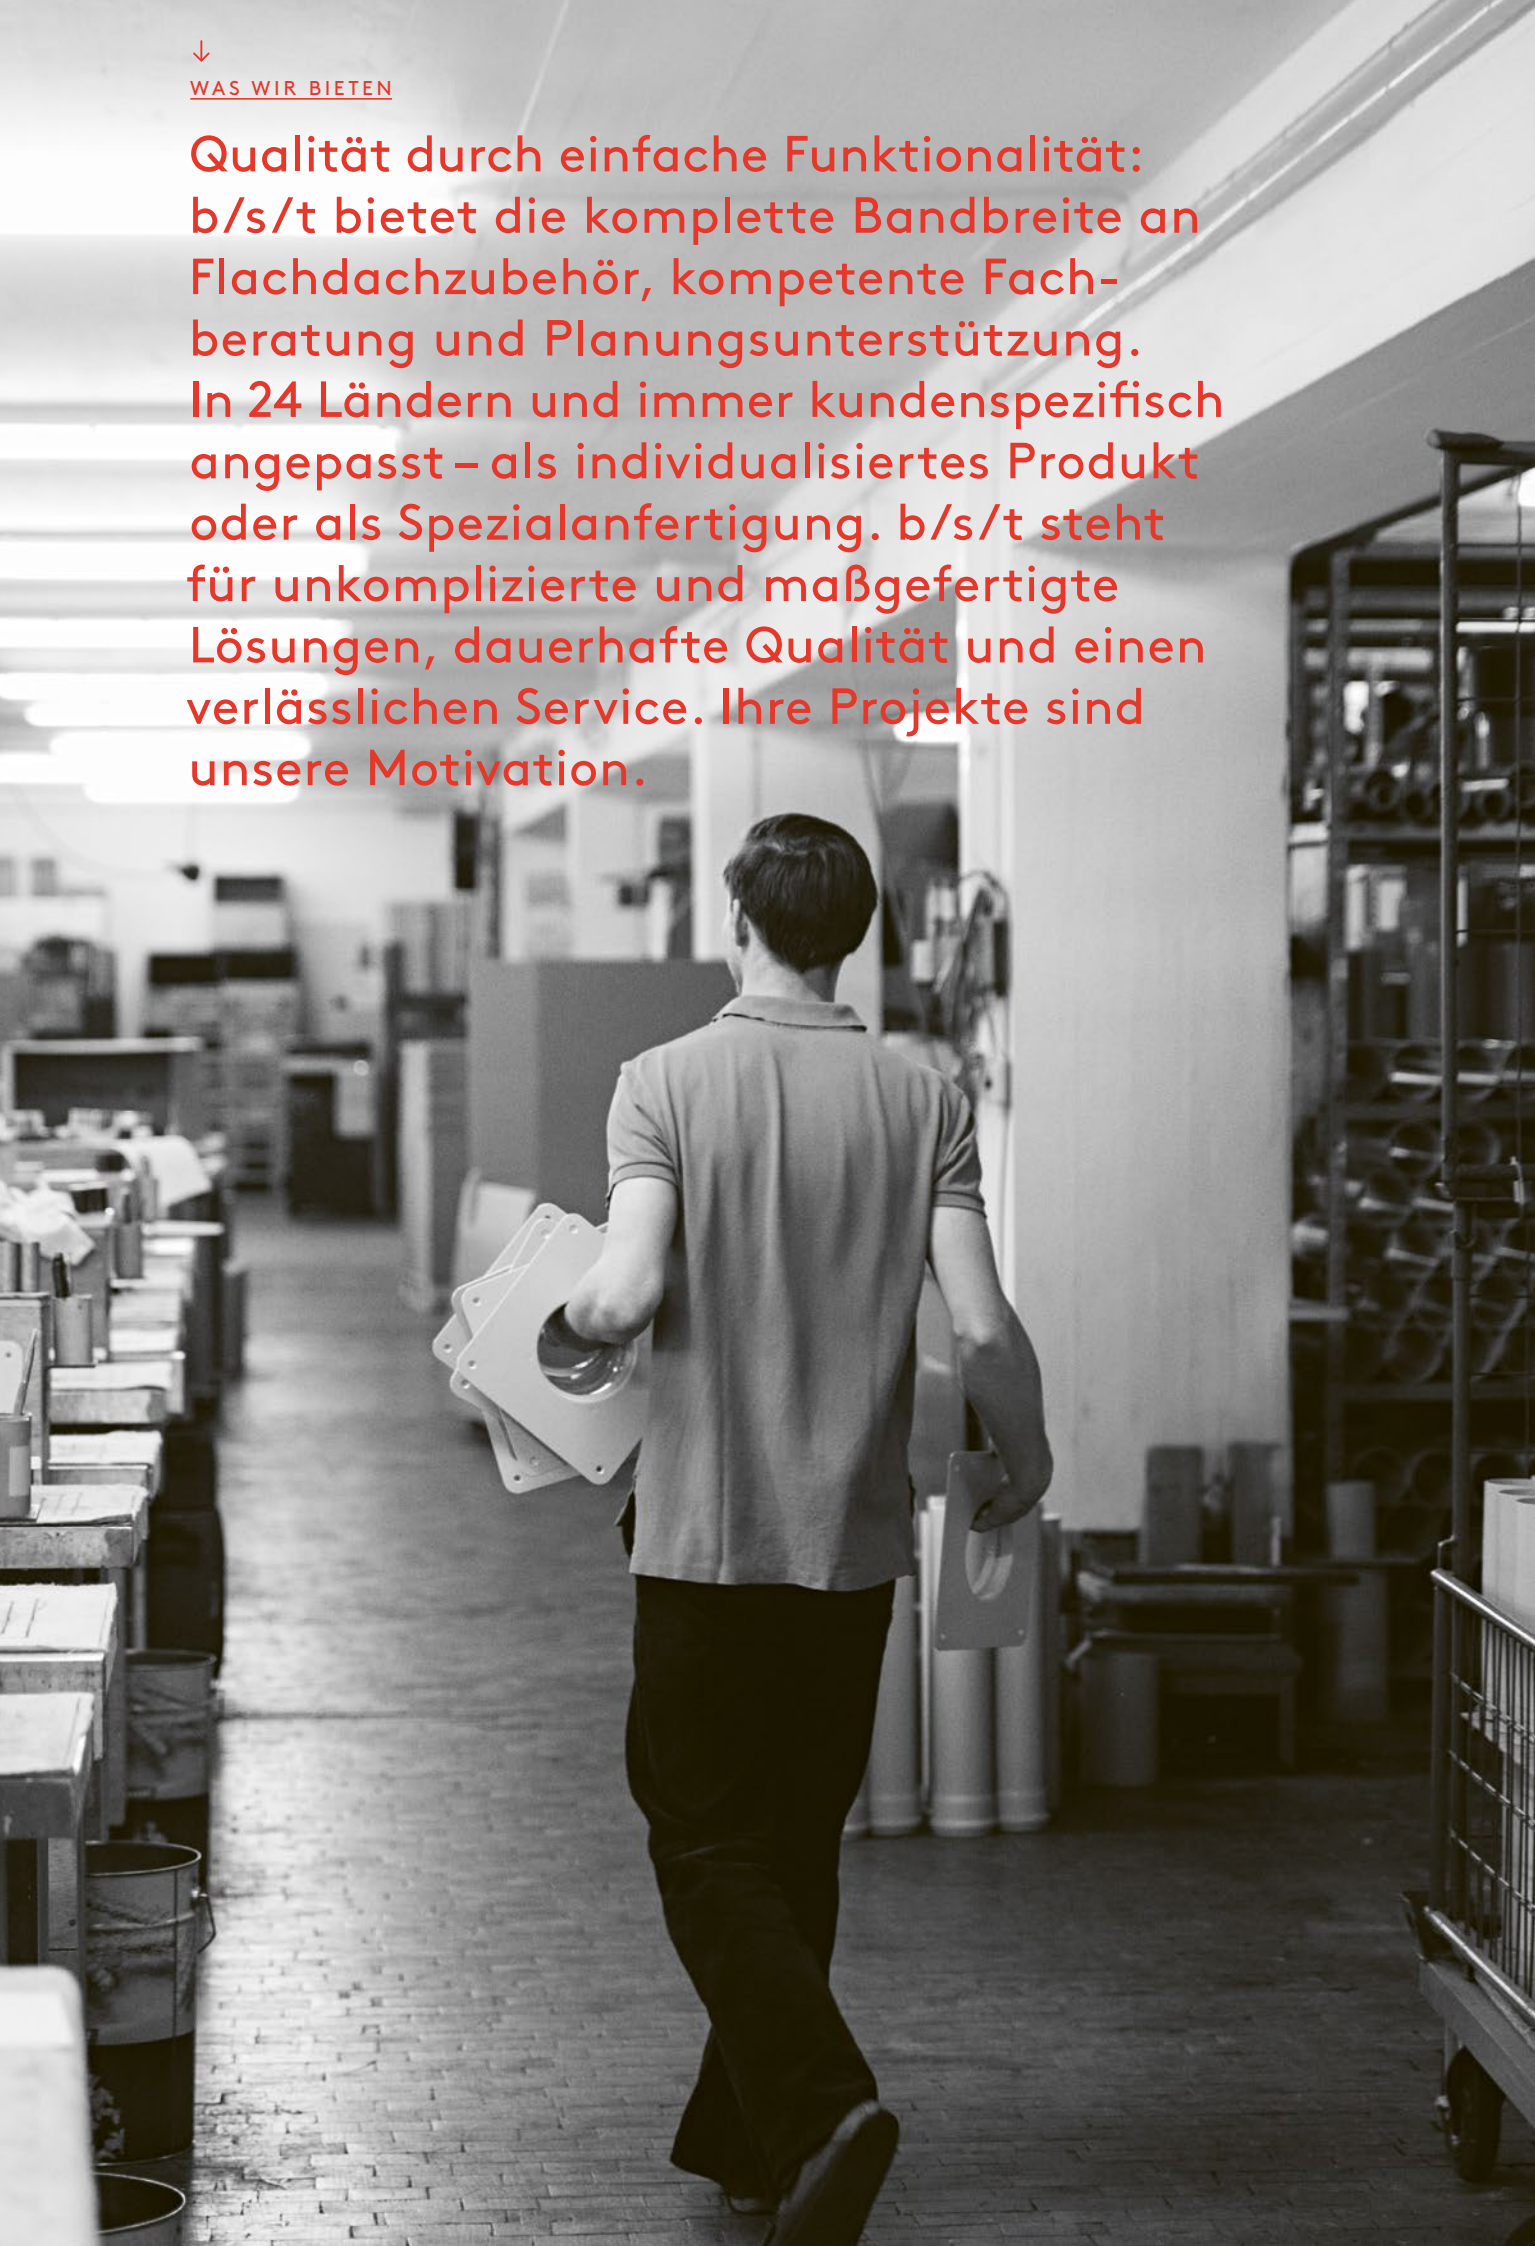 ↓
WAS WIR BIETEN
Qualität durch einfache Funktionalität:
b/s/t bietet die komplette Bandbreite an
Flachdachzubehör, kompetente Fach-
beratung und Planungsunterstützung.
In 24 Ländern und immer kundenspezifisch
angepasst – als individualisiertes Produkt
oder als Spezialanfertigung. b/s/t steht
für unkomplizierte und maßgefertigte
Lösungen, dauerhafte Qualität und einen
verlässlichen Service. Ihre Projekte sind
unsere Motivation.